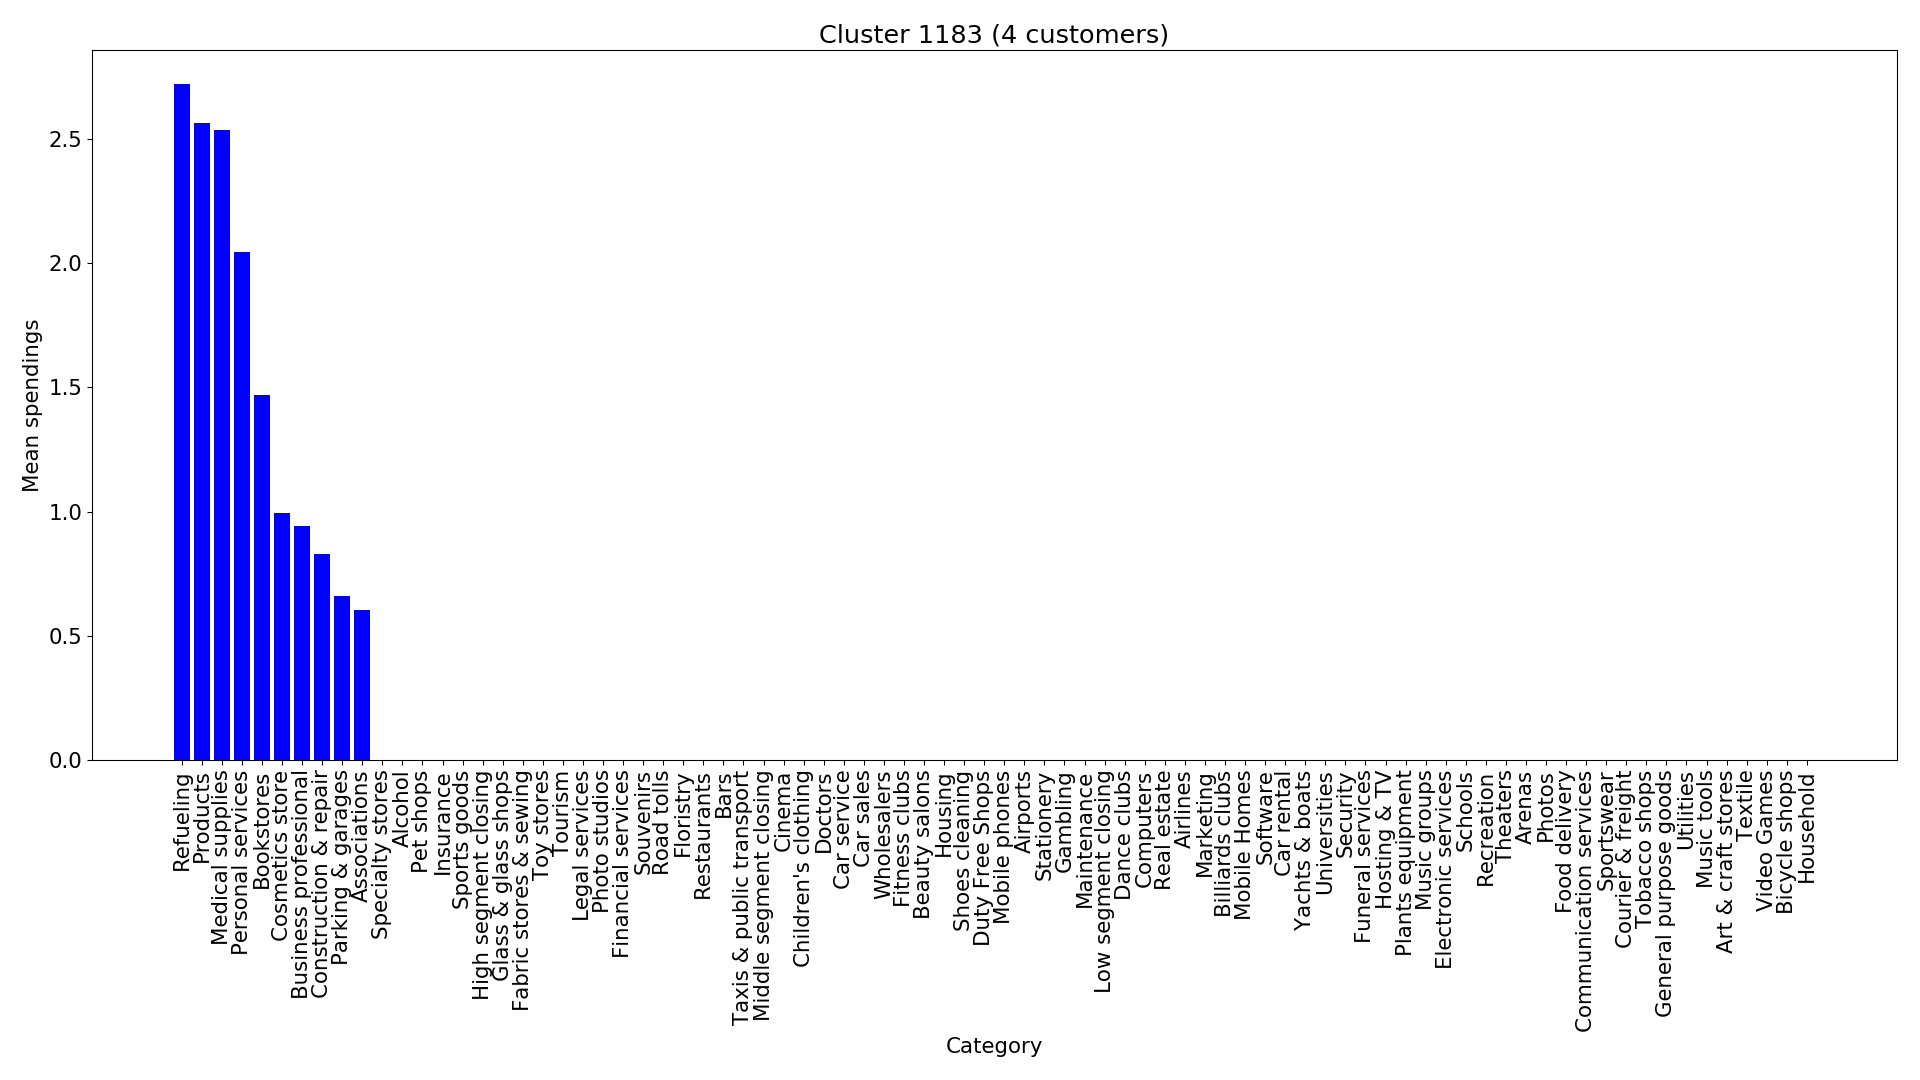 Cluster 1183 (4 customers)
Mean spendings
2.5
2.0
1.5
1.0
0.5
0.0
Refueling
Products
Medical supplies
Personal services
Bookstores
Cosmetics store
Business professional
Construction & repair
Parking & garages
Associations
Specialty stores
Alcohol
Pet shops
Insurance
Sports goods
High segment closing
Glass & glass shops
Fabric stores & sewing
Toy stores
Tourism
Legal services
Photo studios
Financial services
Souvenirs
Road tolls
Floristry
Restaurants
Bars
Taxis & public transport
Middle segment closing
Cinema
Children's clothing
Doctors
Car service
Car sales
Wholesalers
Fitness clubs
Beauty salons
Housing
Shoes cleaning
Duty Free Shops
Mobile phones
Airports
Stationery
Gambling
Maintenance
Low segment closing
Dance clubs
Computers
Real estate
Airlines
Marketing
Billiards clubs
Mobile Homes
Software
Car rental
Yachts & boats
Universities
Security
Funeral services
Hosting & TV
Plants equipment
Music groups
Electronic services
Schools
Recreation
Theaters
Arenas
Photos
Food delivery
Communication services
Sportswear
Courier & freight
Tobacco shops
General purpose goods
Utilities
Music tools
Art & craft stores
Textile
Video Games
Bicycle shops
Household
Category